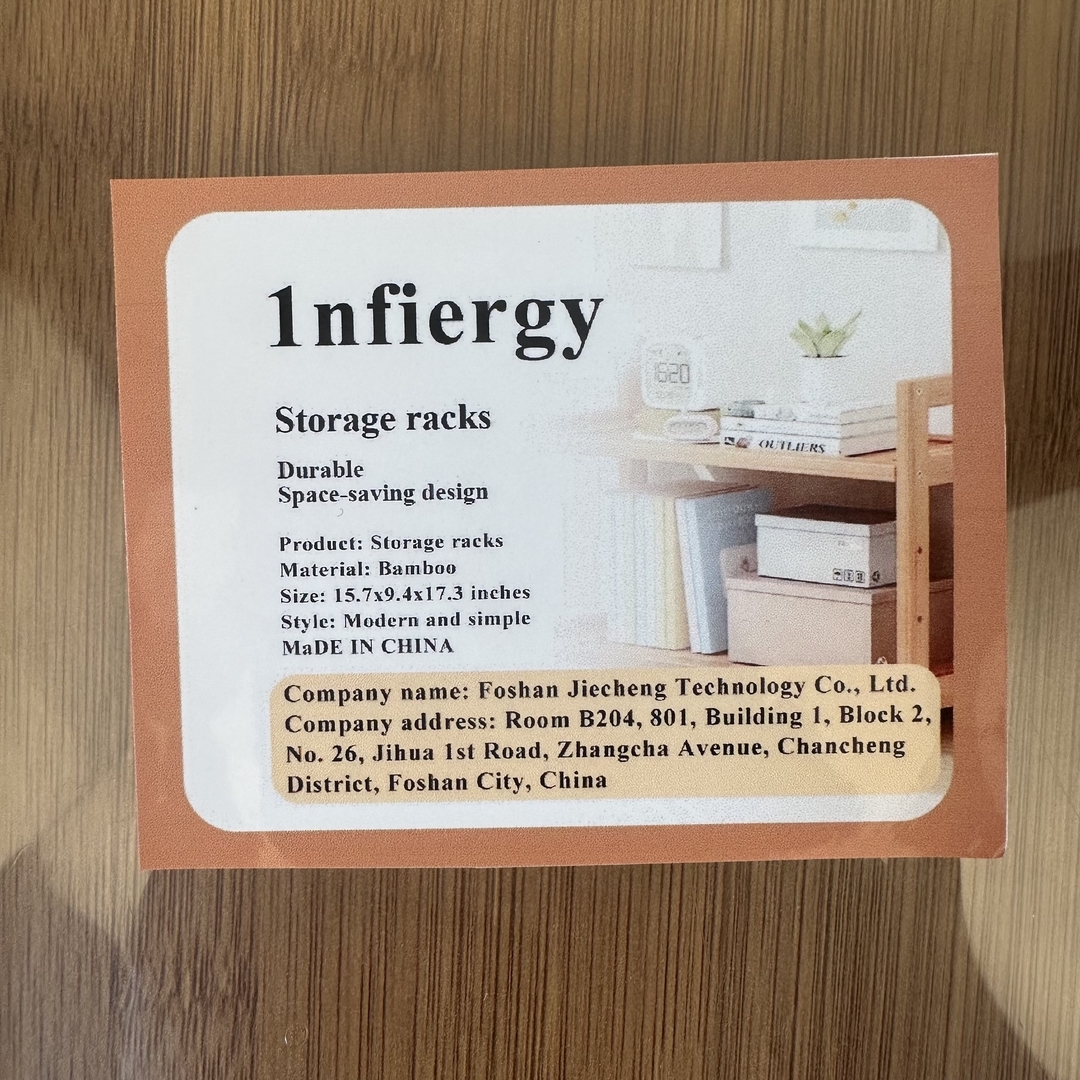 1nfiergy
Storage racks
Durable
Space-saving design
Product: Storage racks
Material: Bamboo
Size: 15.7x9.4x17.3 inches
Style: Modern and simple
MaDE IN CHINA
Company name: Foshan Jiecheng Technology Co., Ltd.
Company address: Room B204, 801, Building 1, Block 2,
No. 26, Jihua 1st Road, Zhangcha Avenue, Chancheng
District, Foshan City, China
1620
OUTLIERS